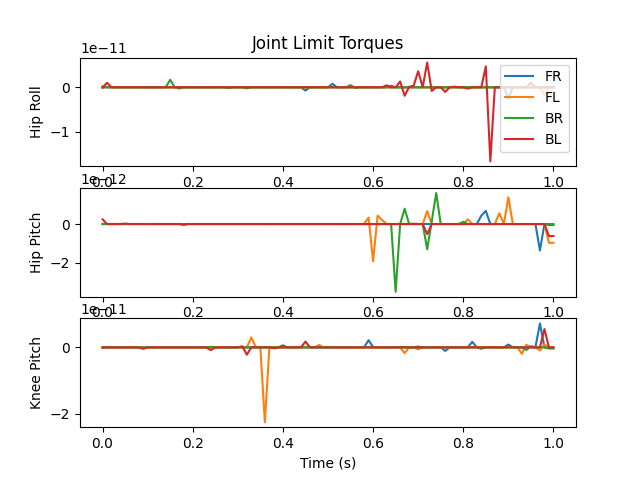 Joint Limit Torques
1e−11
0
−1
Hip Roll
FR
FL
BR
BL
0.0 0.2 0.4 0.6 0.8 1.0
1e−12
0
−2
Hip Pitch
0.0 0.2 0.4 0.6 0.8 1.0
1e−11
0
−2
Knee Pitch
0.0 0.2 0.4 0.6 0.8 1.0
Time (s)